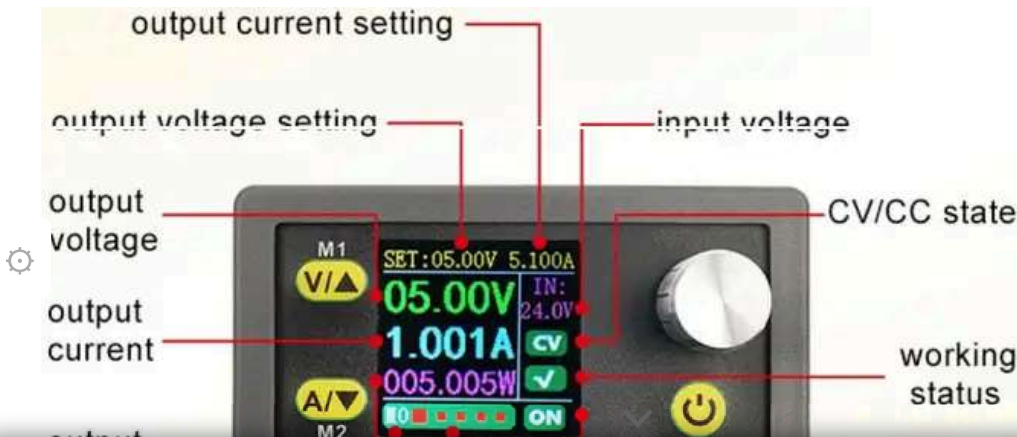 output current setting
output voltage setting
input voltage
output
voltage
CV/CC state
M1
V/▲
SET:05.00V 5.100A
05.00V
IN:
24.0V
output
current
1.001A
CV
working
status
005.005W
A/▼
ON
M2
output